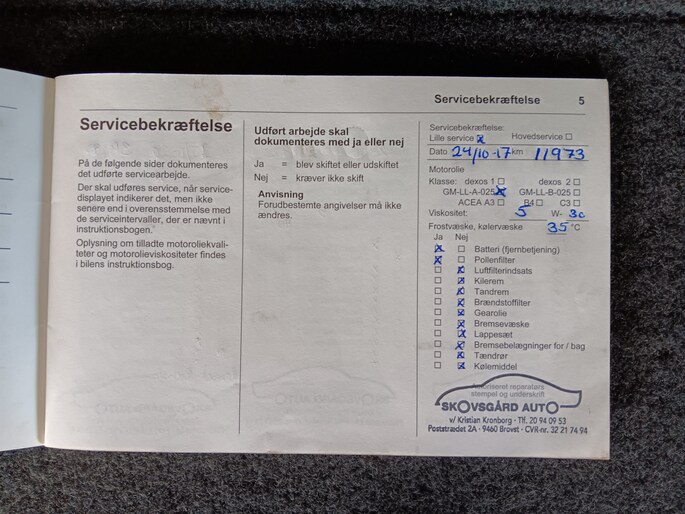 Servicebekræftelse 5
Servicebekræftelse
På de følgende sider dokumenteres
det udførte servicearbejde.
Der skal udføres service, når service-
displayet indikerer det, men ikke
senere end i overensstemmelse med
de serviceintervaller, der er nævnt i
instruktionsbogen.
Oplysning om tilladte motoroliekvali-
teter og motorolieviskositeter findes
i bilens instruktionsbog.
Udført arbejde skal
dokumenteres med ja eller nej
Ja = blev skiftet eller udskiftet
Nej = kræver ikke skift
Anvisning
Forudbestemte angivelser må ikke
ændres.
Servicebekræftelse:
Lille service x Hovedservice
Dato 24/10-17 km 11973
Motorolie
Klasse: dexos 1 dexos 2
GM-LL-A-025 x GM-LL-B-025
ACEA A3 B4 C3
Viskositet: 5 W- 30
Frostvæske, kølervæske 35 °C
Ja Nej
x Batteri (fjernbetjening)
x Pollenfilter
x Luftfilterindsats
x Kilerem
x Tandrem
x Brændstoffilter
x Gearolie
x Bremsevæske
x Lappesæt
x Bremsebelægninger for / bag
x Tændrør
x Kølemiddel
Autoriseret reparatørs
stempel og underskrift
SKOVSGÅRD AUTO
v/ Kristian Kronborg - Tlf. 20 94 09 53
Poststrædet 2A - 9460 Brovst - CVR-nr. 32 21 74 94